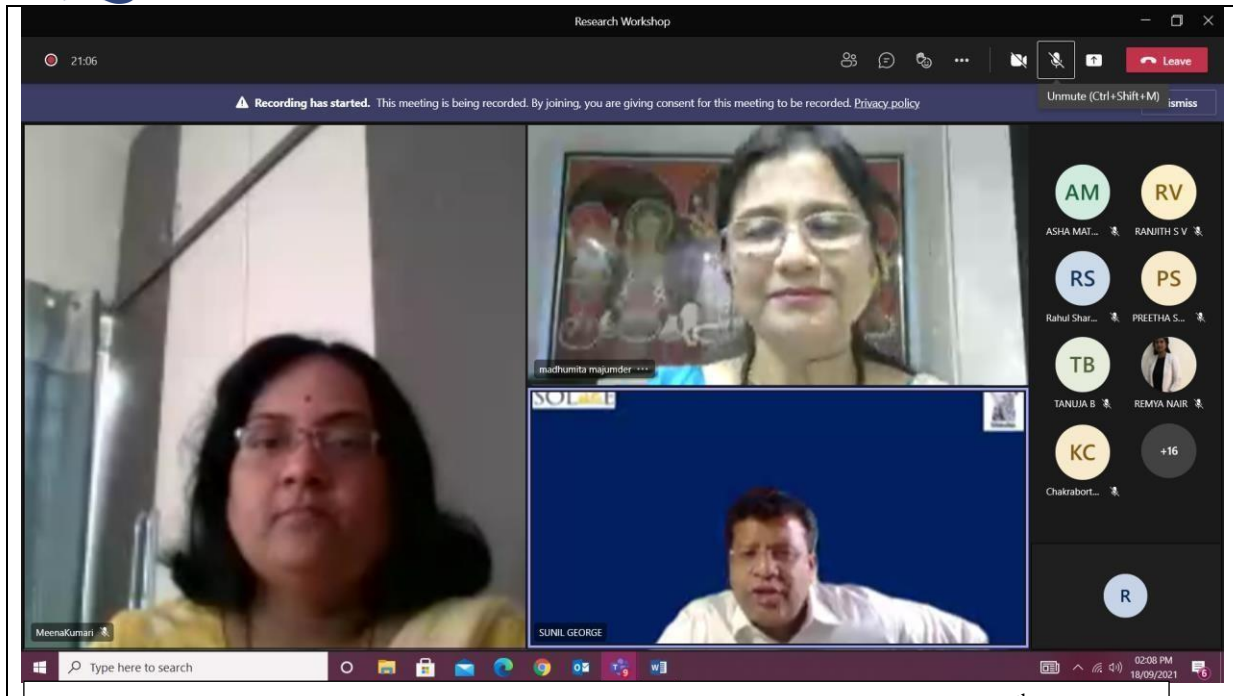 Research Workshop
21:06
Leave
Recording has started. This meeting is being recorded. By joining, you are giving consent for this meeting to be recorded. Privacy policy
Unmute (Ctrl+Shift+M)
ismiss
AM
RV
ASHA MAT...
RANJITH S V
RS
PS
Rahul Shar...
PREETHA S...
madhumita majumder ...
TB
TANUJA B
REMYA NAIR
KC
+16
Chakrabort...
R
MeenaKumari
SUNIL GEORGE
Type here to search
02:08 PM
18/09/2021
6